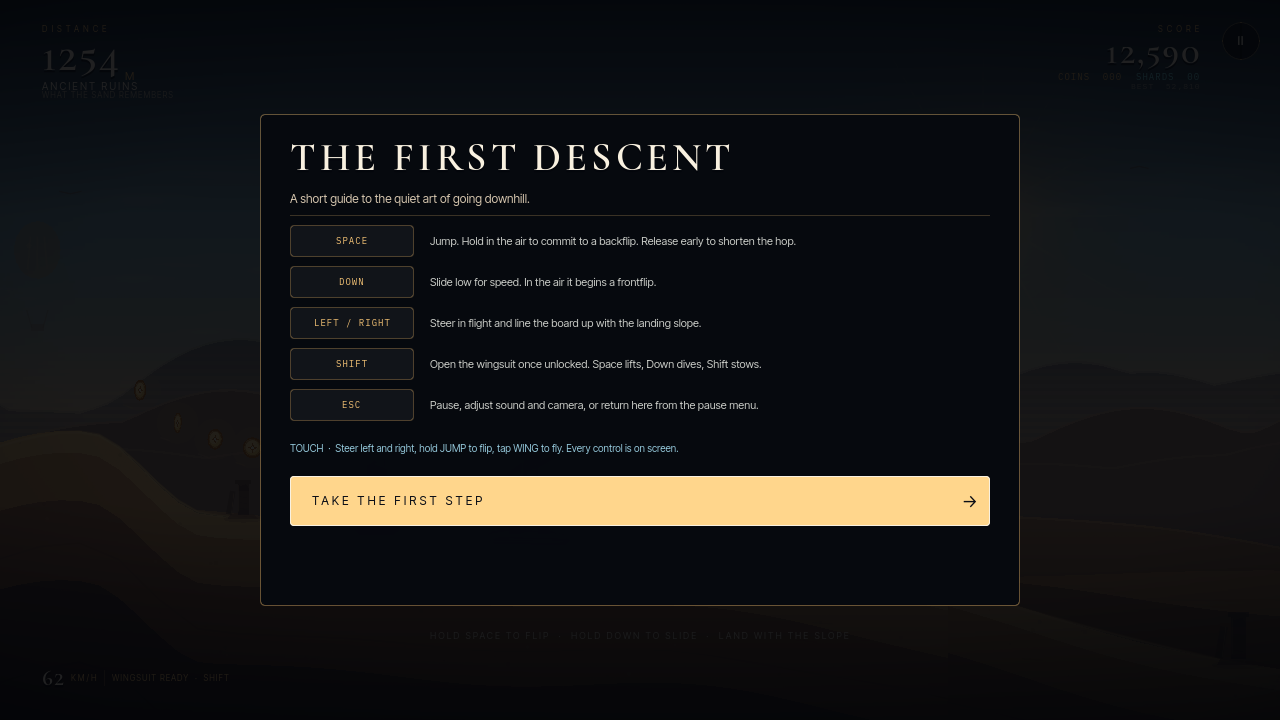 DISTANCE
1254 M
ANCIENT RUINS
WHAT THE SAND REMEMBERS
SCORE
12,590
COINS 000 SHARDS 00
THE FIRST DESCENT
A short guide to the quiet art of going downhill.
SPACE
Jump. Hold in the air to commit to a backflip. Release early to shorten the hop.
DOWN
Slide low for speed. In the air it begins a frontflip.
LEFT / RIGHT
Steer in flight and line the board up with the landing slope.
SHIFT
Open the wingsuit once unlocked. Space lifts, Down dives, Shift stows.
ESC
Pause, adjust sound and camera, or return here from the pause menu.
TOUCH · Steer left and right, hold JUMP to flip, tap WING to fly. Every control is on screen.
TAKE THE FIRST STEP →
HOLD SPACE TO FLIP HOLD DOWN TO SLIDE LAND WITH THE SLOPE
62 KM/H WINGSUIT READY · SHIFT